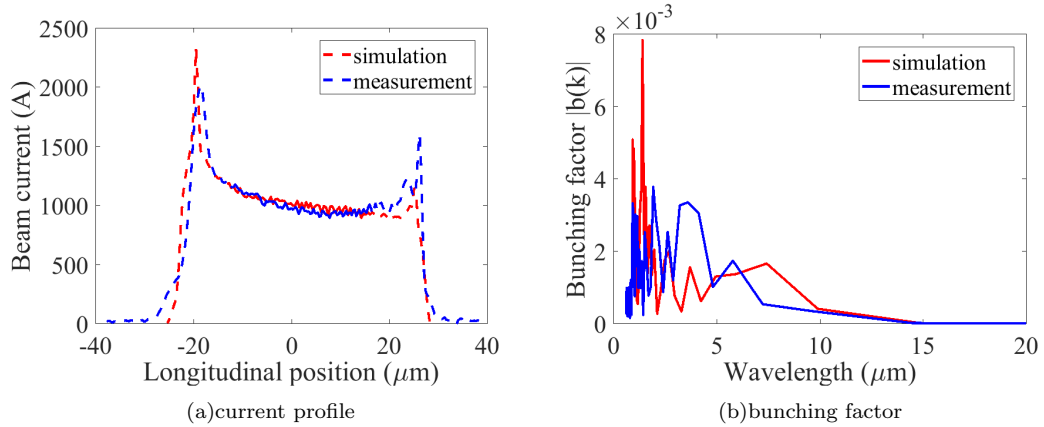 2500
2000
1500
1000
500
0
-40
-20
0
20
40
Beam current (A)
Longitudinal position (μm)
simulation
measurement
(a)current profile
×10⁻³
8
6
4
2
0
0
5
10
15
20
Bunching factor |b(k)|
Wavelength (μm)
simulation
measurement
(b)bunching factor